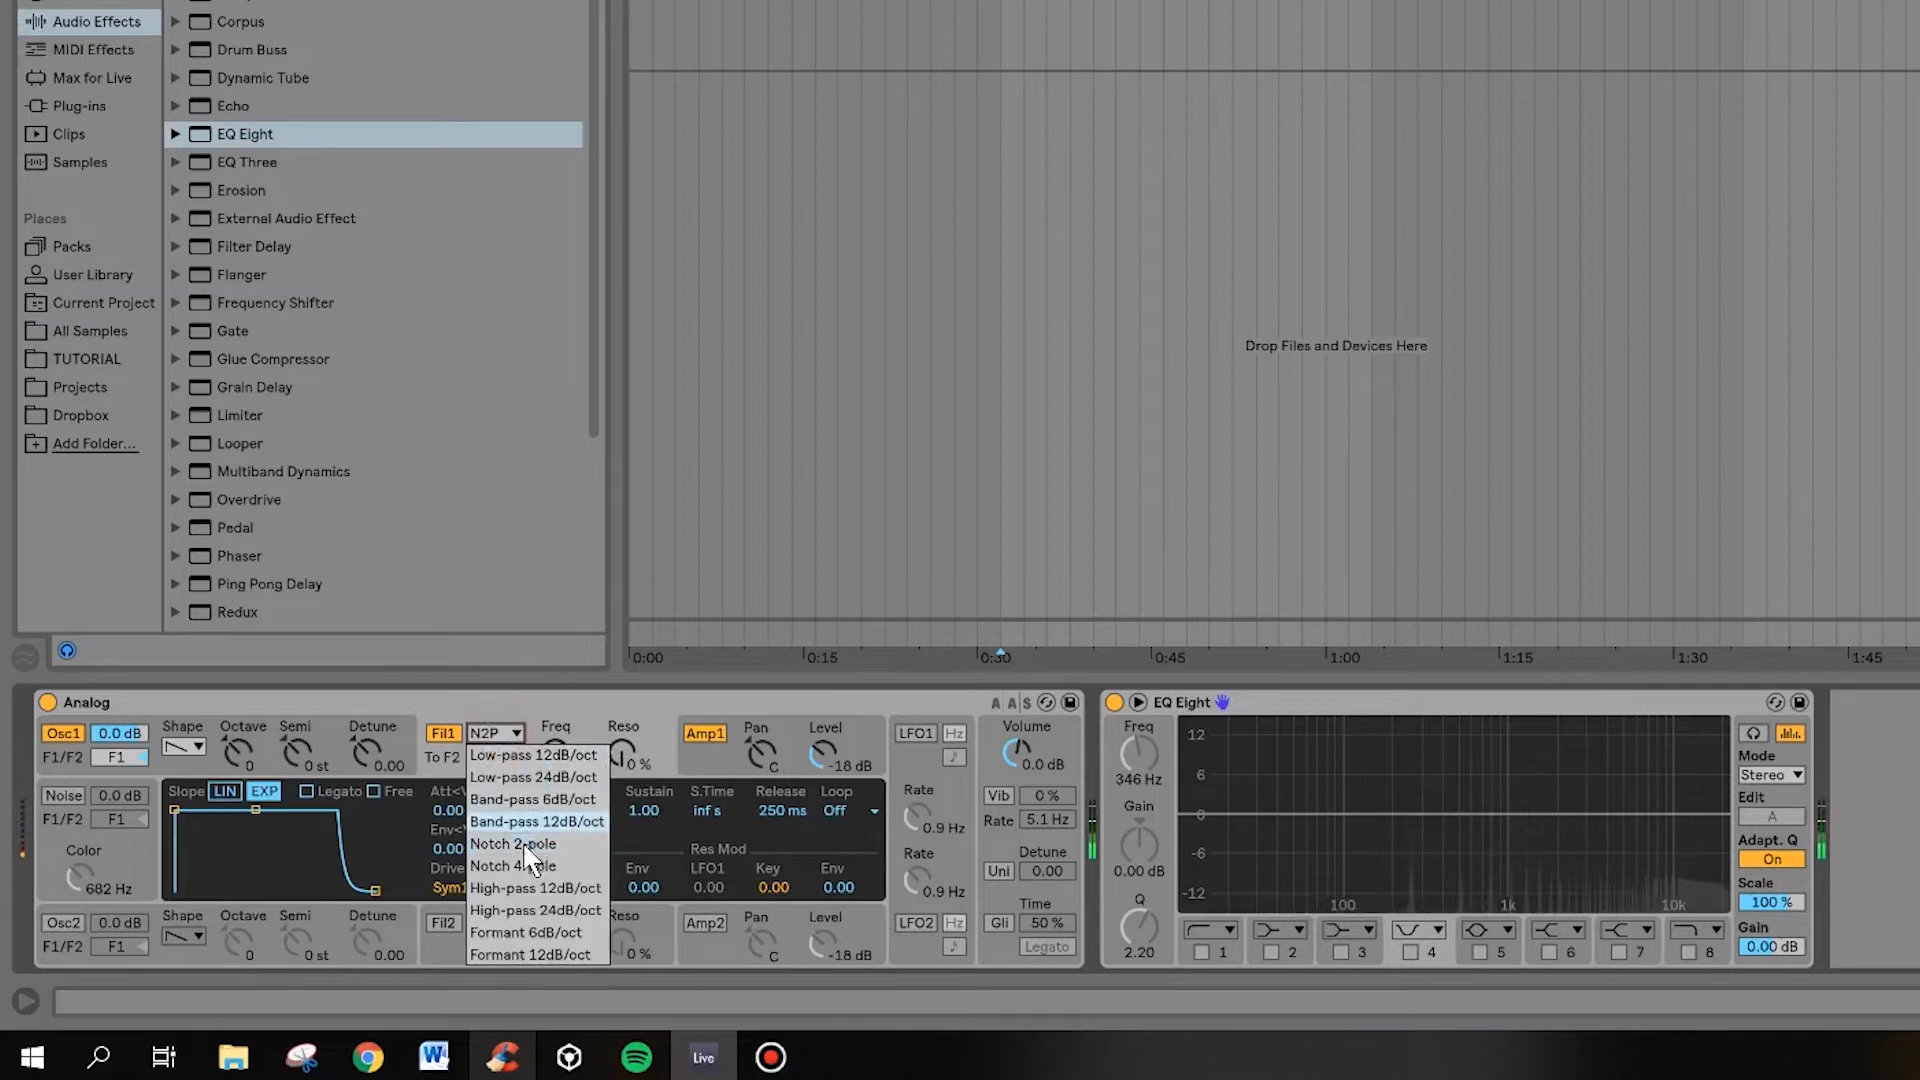 Audio Effects
MIDI Effects
Max for Live
Plug-ins
Clips
Samples
Places
Packs
User Library
Current Project
All Samples
TUTORIAL
Projects
Dropbox
Add Folder...
Corpus
Drum Buss
Dynamic Tube
Echo
EQ Eight
EQ Three
Erosion
External Audio Effect
Filter Delay
Flanger
Frequency Shifter
Gate
Glue Compressor
Grain Delay
Limiter
Looper
Multiband Dynamics
Overdrive
Pedal
Phaser
Ping Pong Delay
Redux
Drop Files and Devices Here
0:00 0:15 0:30 0:45 1:00 1:15 1:30 1:45
Analog
A A S
Osc1 0.0 dB
F1/F2 F1
Shape
Octave
0
Semi
0 st
Detune
0.00
Fil1 N2P
To F2
Freq
Reso
0 %
Low-pass 12dB/oct
Low-pass 24dB/oct
Band-pass 6dB/oct
Band-pass 12dB/oct
Notch 2-pole
Notch
High-pass 12dB/oct
High-pass 24dB/oct
Formant 6dB/oct
Formant 12dB/oct
Amp1
Pan
C
Level
-18 dB
LFO1 Hz
Volume
0.0 dB
Noise 0.0 dB
F1/F2 F1
Color
682 Hz
Slope LIN EXP Legato Free
0.00
0.00
Drive
Sustain S.Time Release Loop
1.00 inf s 250 ms Off
Res Mod
Env LFO1 Key Env
0.00 0.00 0.00 0.00
Rate
0.9 Hz
Rate
0.9 Hz
Vib 0 %
Rate 5.1 Hz
Detune
Uni 0.00
Time
Gli 50 %
Legato
Osc2 0.0 dB
F1/F2 F1
Shape
Octave
0
Semi
0 st
Detune
0.00
Fil2
Reso
0 %
Amp2
Pan
C
Level
-18 dB
LFO2 Hz
EQ Eight
Freq
346 Hz
Gain
0.00 dB
Q
2.20
12
6
0
-12
100 1k 10k
1 2 3 4 5 6 7 8
Mode
Stereo
Edit
A
Adapt. Q
On
Scale
100 %
Gain
0.00 dB
W
Live